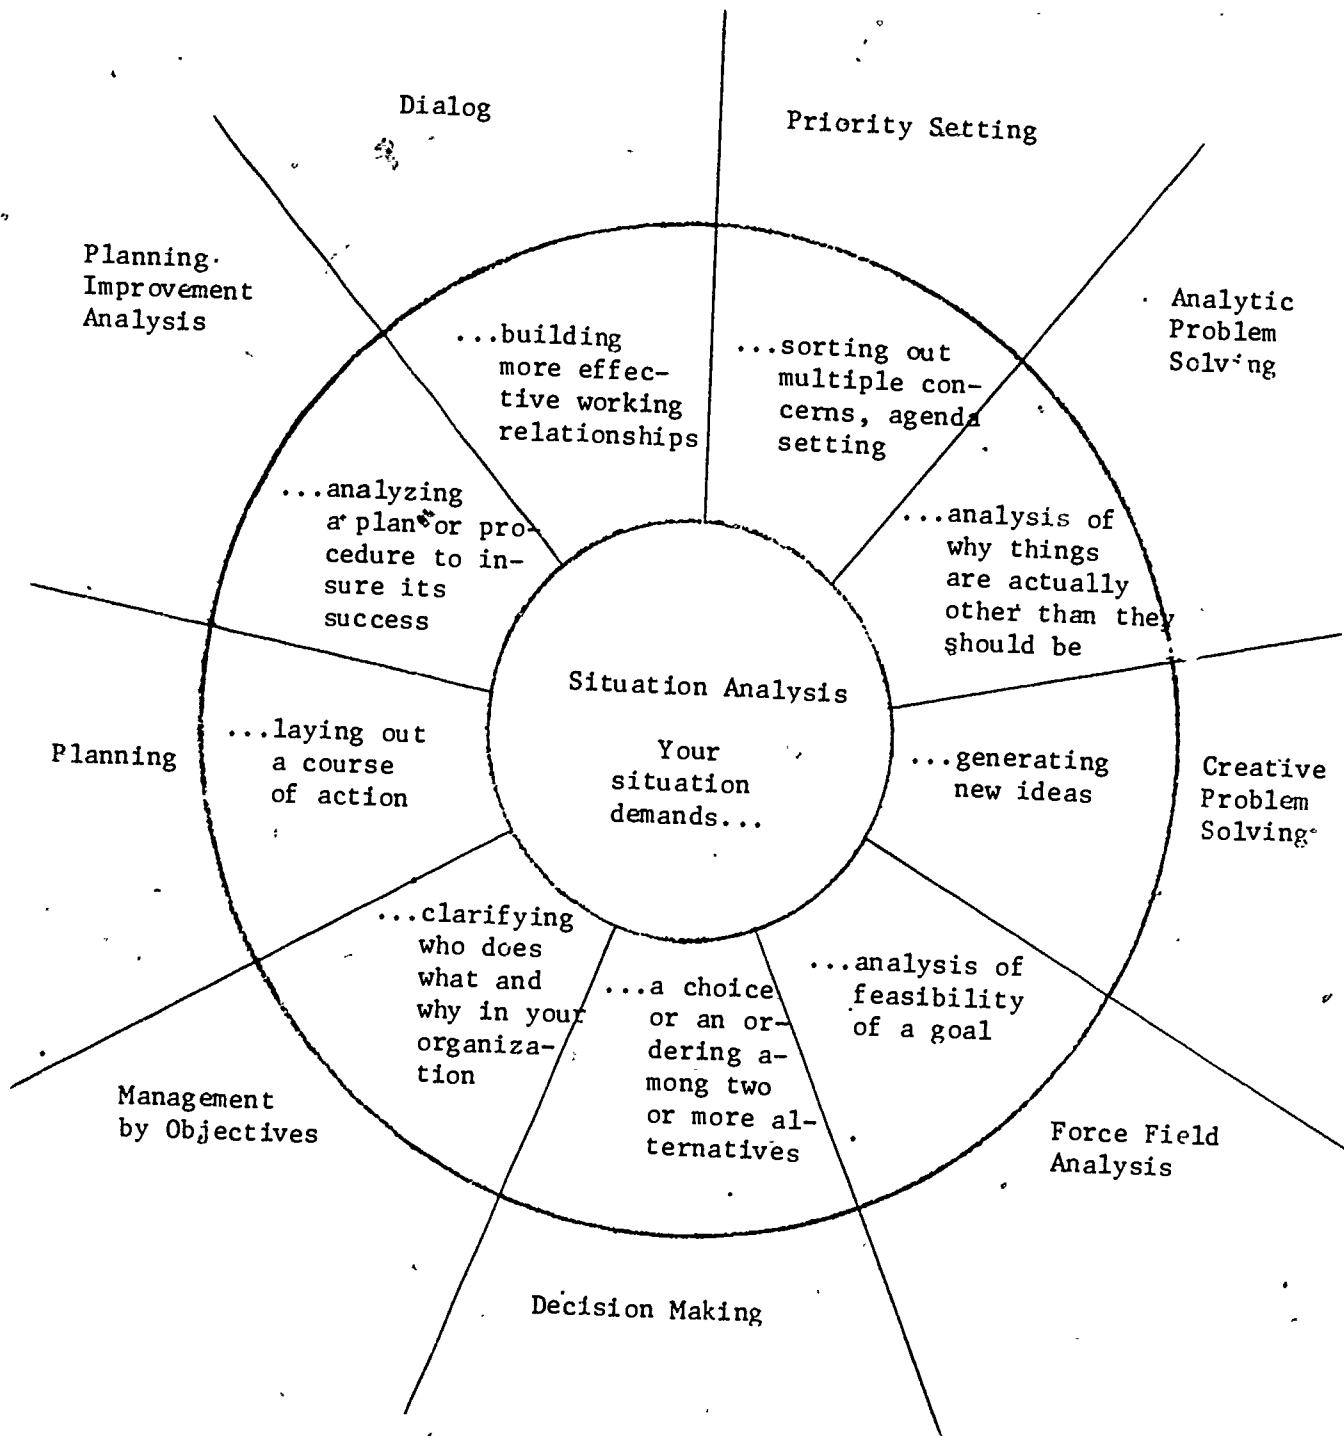 Dialog
Priority Setting
Planning
Improvement
Analysis
Analytic
Problem
Solving
...building
more effec-
tive working
relationships
...sorting out
multiple con-
cerns, agenda
setting
...analyzing
a plan or pro-
cedure to in-
sure its
success
...analysis of
why things
are actually
other than they
should be
Situation Analysis
Your
situation
demands...
Planning
...laying out
a course
of action
...generating
new ideas
Creative
Problem
Solving
...clarifying
who does
what and
why in your
organiza-
tion
...a choice
or an or-
dering a-
mong two
or more al-
ternatives
...analysis of
feasibility
of a goal
Management
by Objectives
Force Field
Analysis
Decision Making